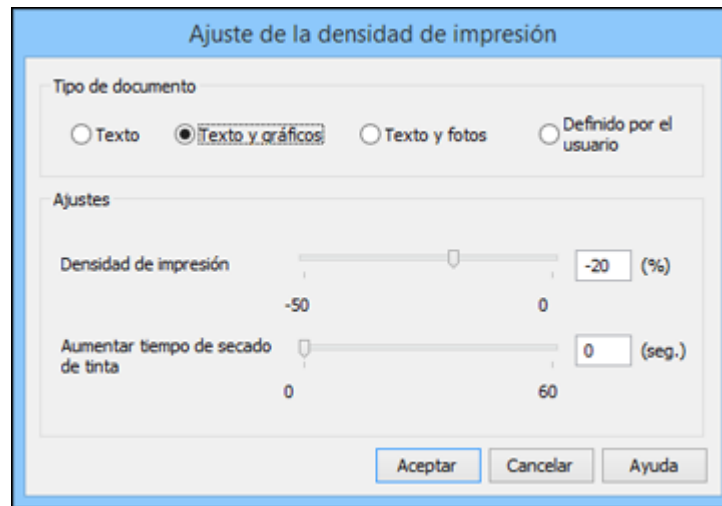 Ajuste de la densidad de impresión
Tipo de documento
Texto
Texto y gráficos
Texto y fotos
Definido por el
usuario
Ajustes
Densidad de impresión
-20
(%)
-50
0
Aumentar tiempo de secado
de tinta
0
(seg.)
0
60
Aceptar
Cancelar
Ayuda